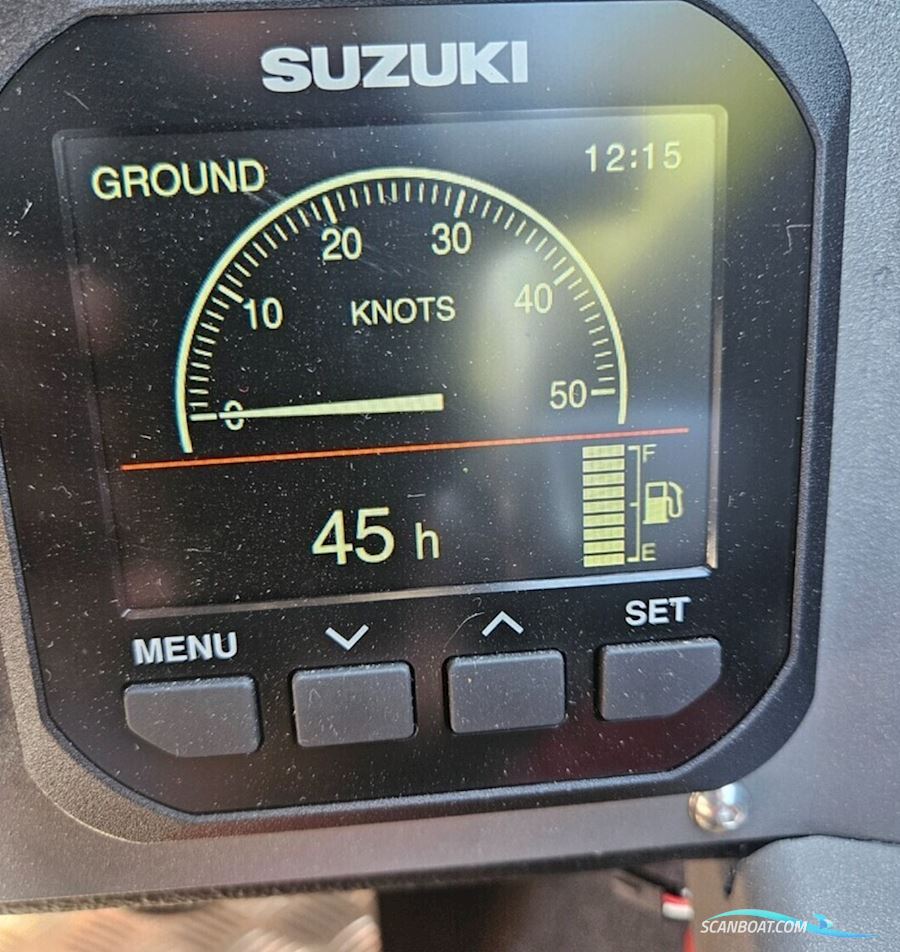 SUZUKI
GROUND
12:15
0
10
20
30
40
50
KNOTS
45 h
F
E
MENU
SET
SCANBOAT.COM